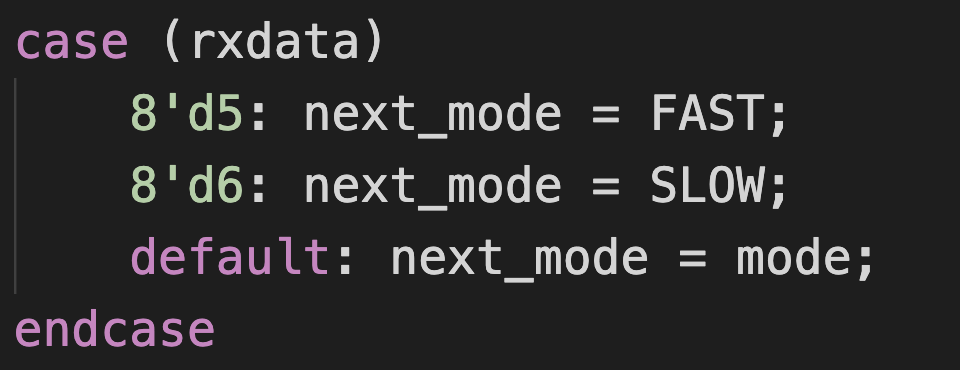 case (rxdata)
8'd5: next_mode = FAST;
8'd6: next_mode = SLOW;
default: next_mode = mode;
endcase